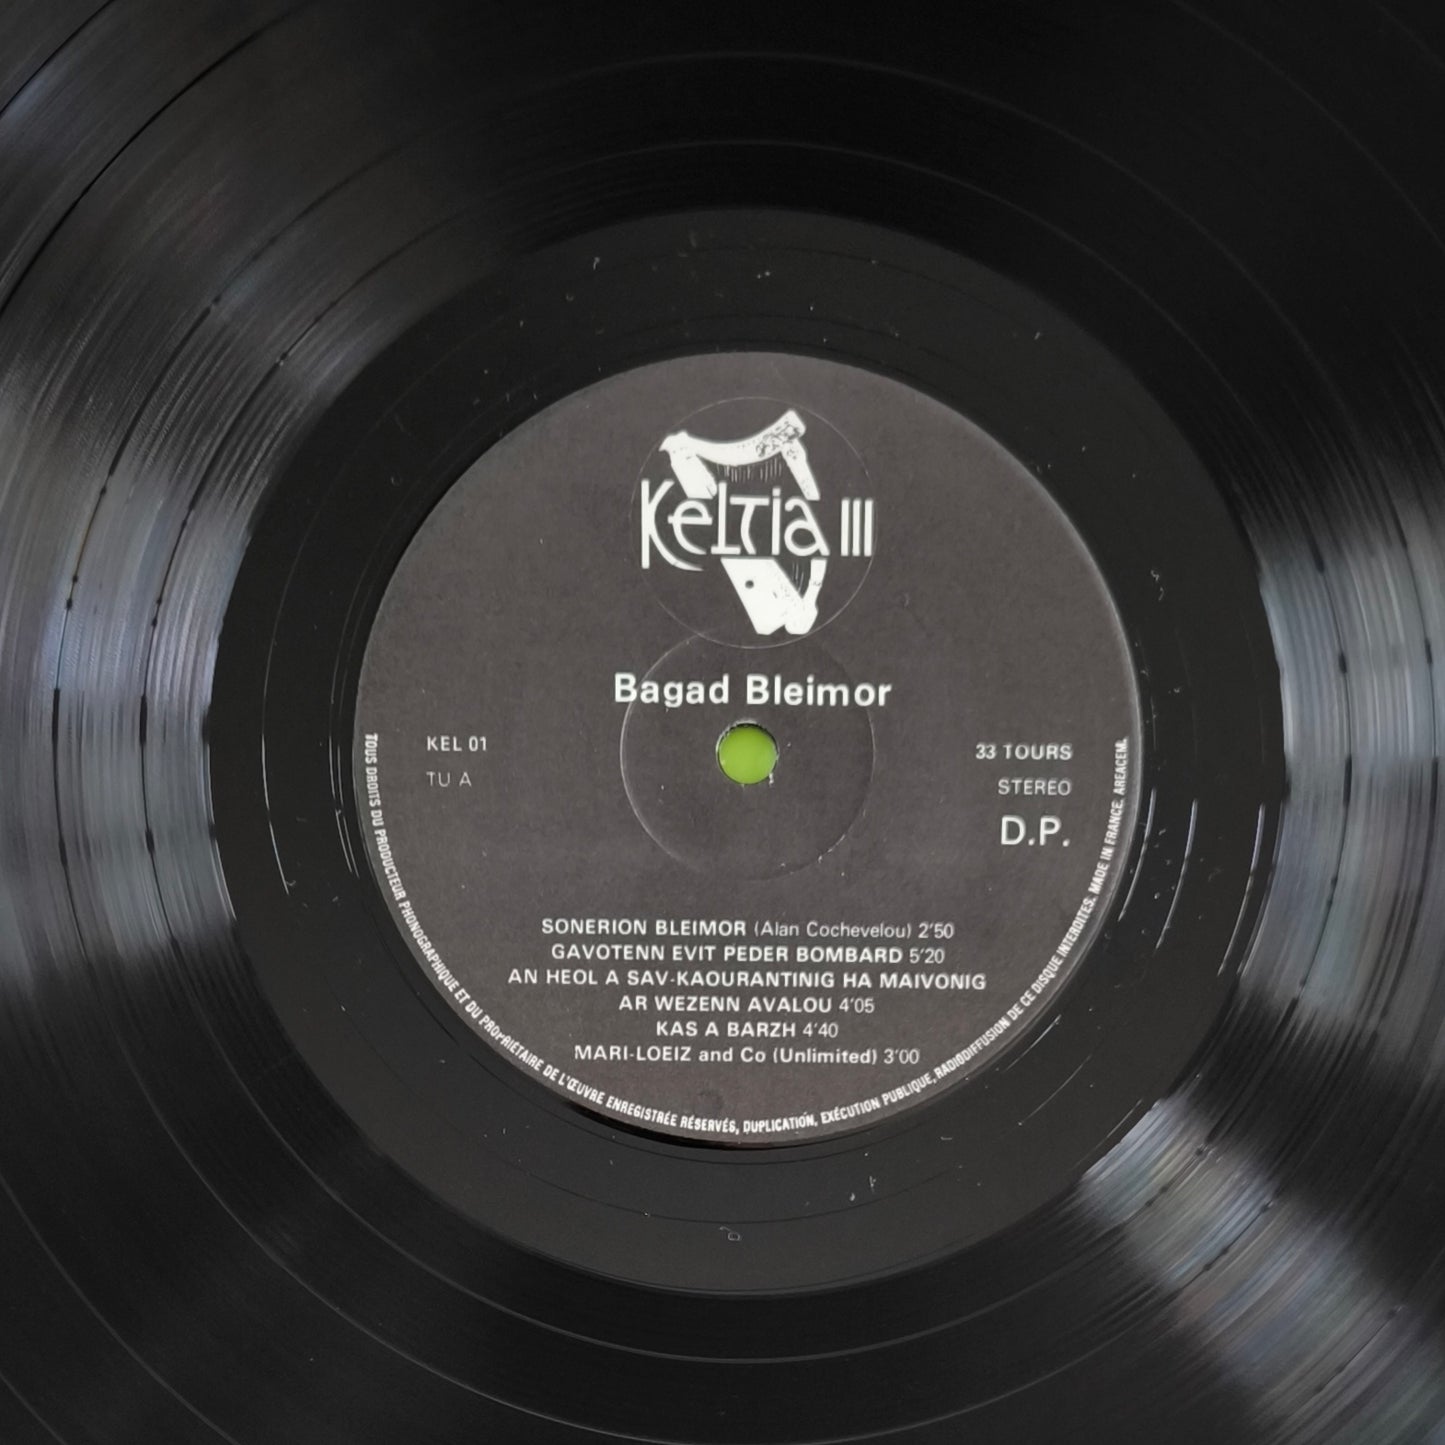 Keltia III
Bagad Bleimor
KEL 01
TU A
33 TOURS
STEREO
D.P.
SONERION BLEIMOR (Alan Cochevelou) 2'50
GAVOTENN EVIT PEDER BOMBARD 5'20
AN HEOL A SAV-KAOURANTINIG HA MAIVONIG
AR WEZENN AVALOU 4'05
KAS A BARZH 4'40
MARI-LOEIZ and Co (Unlimited) 3'00
TOUS DROITS DU PRODUCTEUR PHONOGRAPHIQUE ET DU PROPRIÉTAIRE DE L'ŒUVRE ENREGISTRÉE RÉSERVÉS, DUPLICATION, EXÉCUTION PUBLIQUE, RADIODIFFUSION DE CE DISQUE INTERDITES. MADE IN FRANCE. AREACEM.